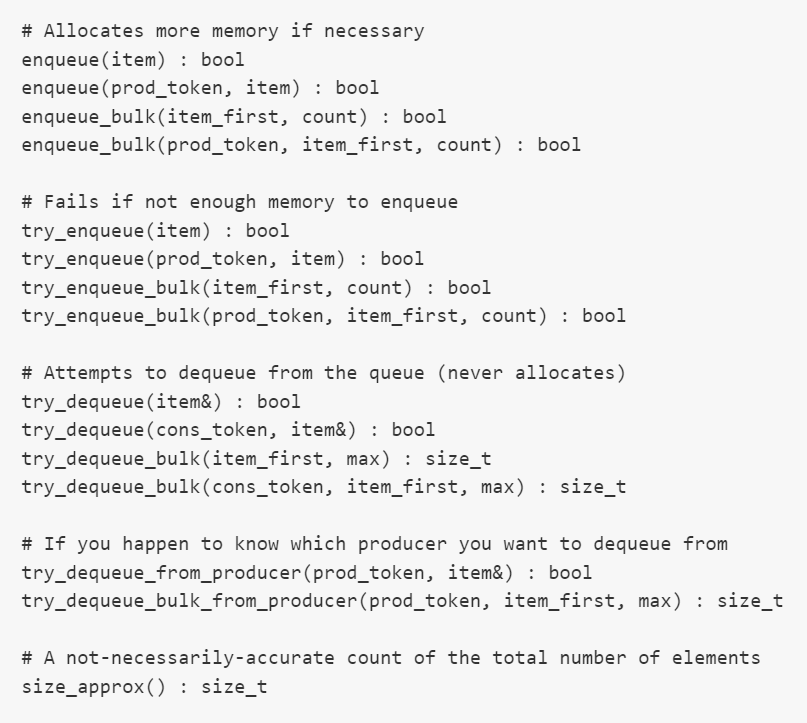 # Allocates more memory if necessary
enqueue(item) : bool
enqueue(prod_token, item) : bool
enqueue_bulk(item_first, count) : bool
enqueue_bulk(prod_token, item_first, count) : bool

# Fails if not enough memory to enqueue
try_enqueue(item) : bool
try_enqueue(prod_token, item) : bool
try_enqueue_bulk(item_first, count) : bool
try_enqueue_bulk(prod_token, item_first, count) : bool

# Attempts to dequeue from the queue (never allocates)
try_dequeue(item&) : bool
try_dequeue(cons_token, item&) : bool
try_dequeue_bulk(item_first, max) : size_t
try_dequeue_bulk(cons_token, item_first, max) : size_t

# If you happen to know which producer you want to dequeue from
try_dequeue_from_producer(prod_token, item&) : bool
try_dequeue_bulk_from_producer(prod_token, item_first, max) : size_t

# A not-necessarily-accurate count of the total number of elements
size_approx() : size_t